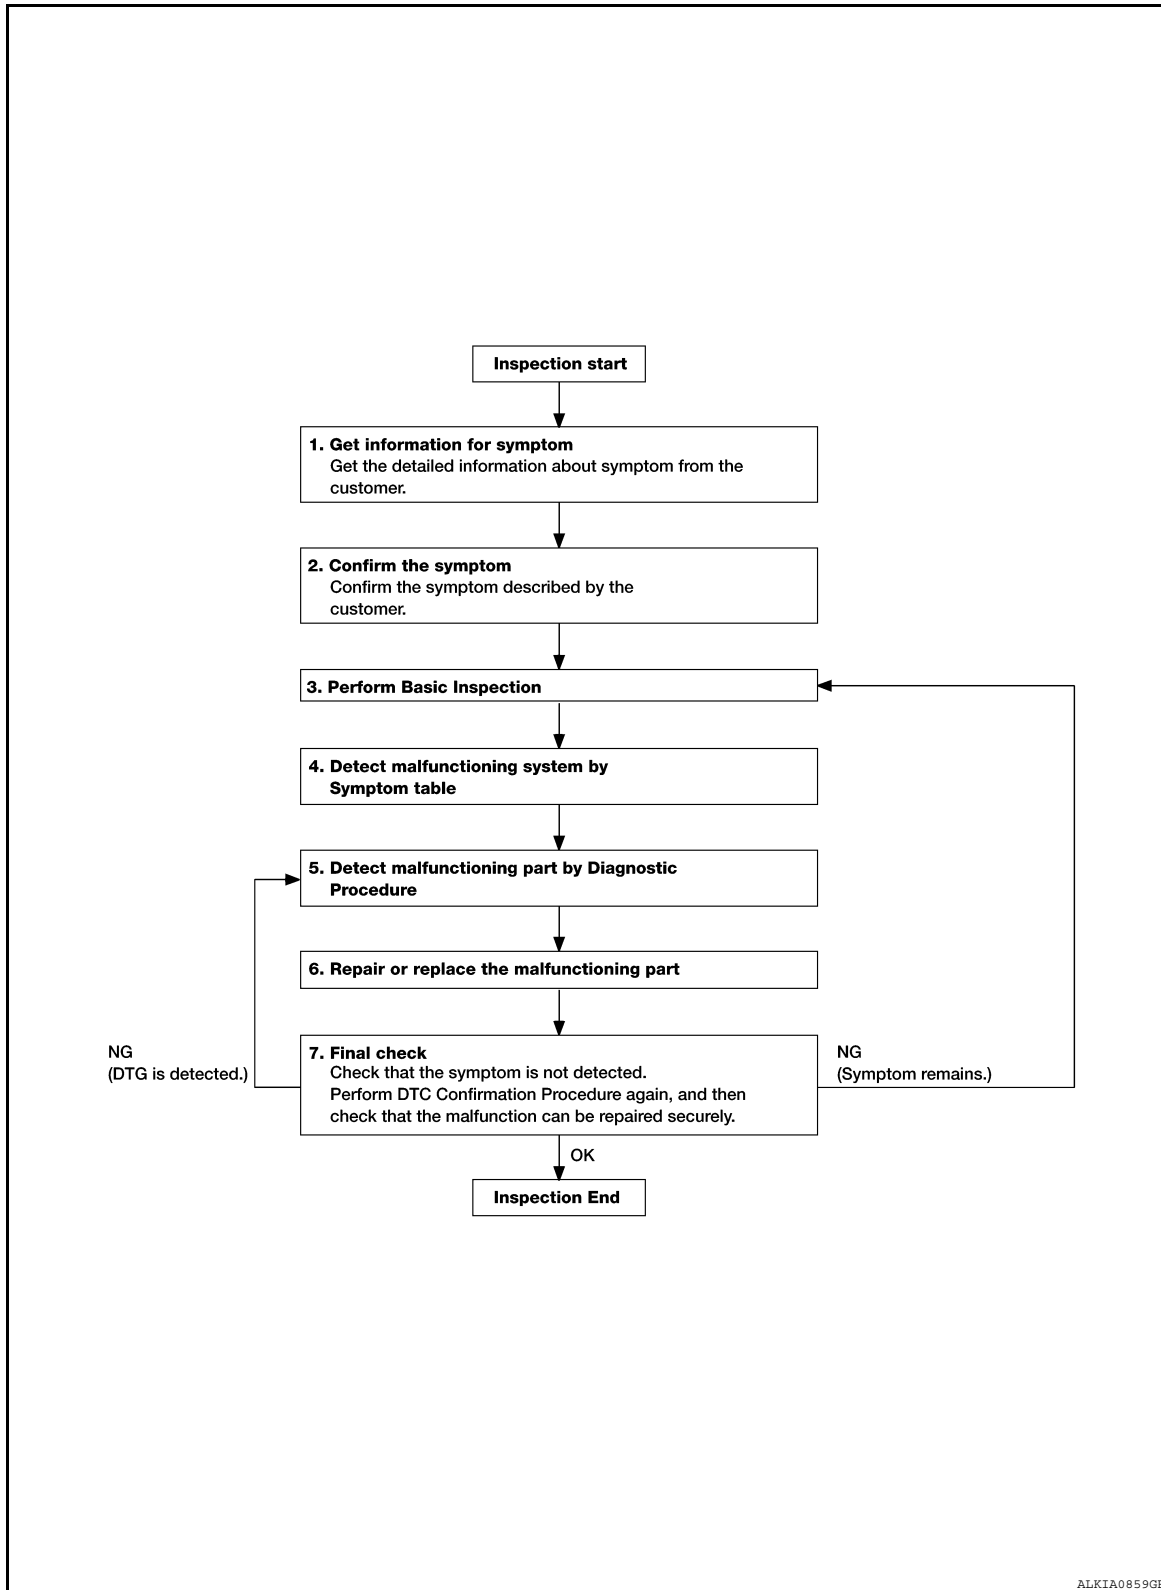 Inspection start
1. Get information for symptom
Get the detailed information about symptom from the
customer.
2. Confirm the symptom
Confirm the symptom described by the
customer.
3. Perform Basic Inspection
4. Detect malfunctioning system by
Symptom table
5. Detect malfunctioning part by Diagnostic
Procedure
6. Repair or replace the malfunctioning part
NG
(DTG is detected.)
7. Final check
Check that the symptom is not detected.
Perform DTC Confirmation Procedure again, and then
check that the malfunction can be repaired securely.
NG
(Symptom remains.)
OK
Inspection End